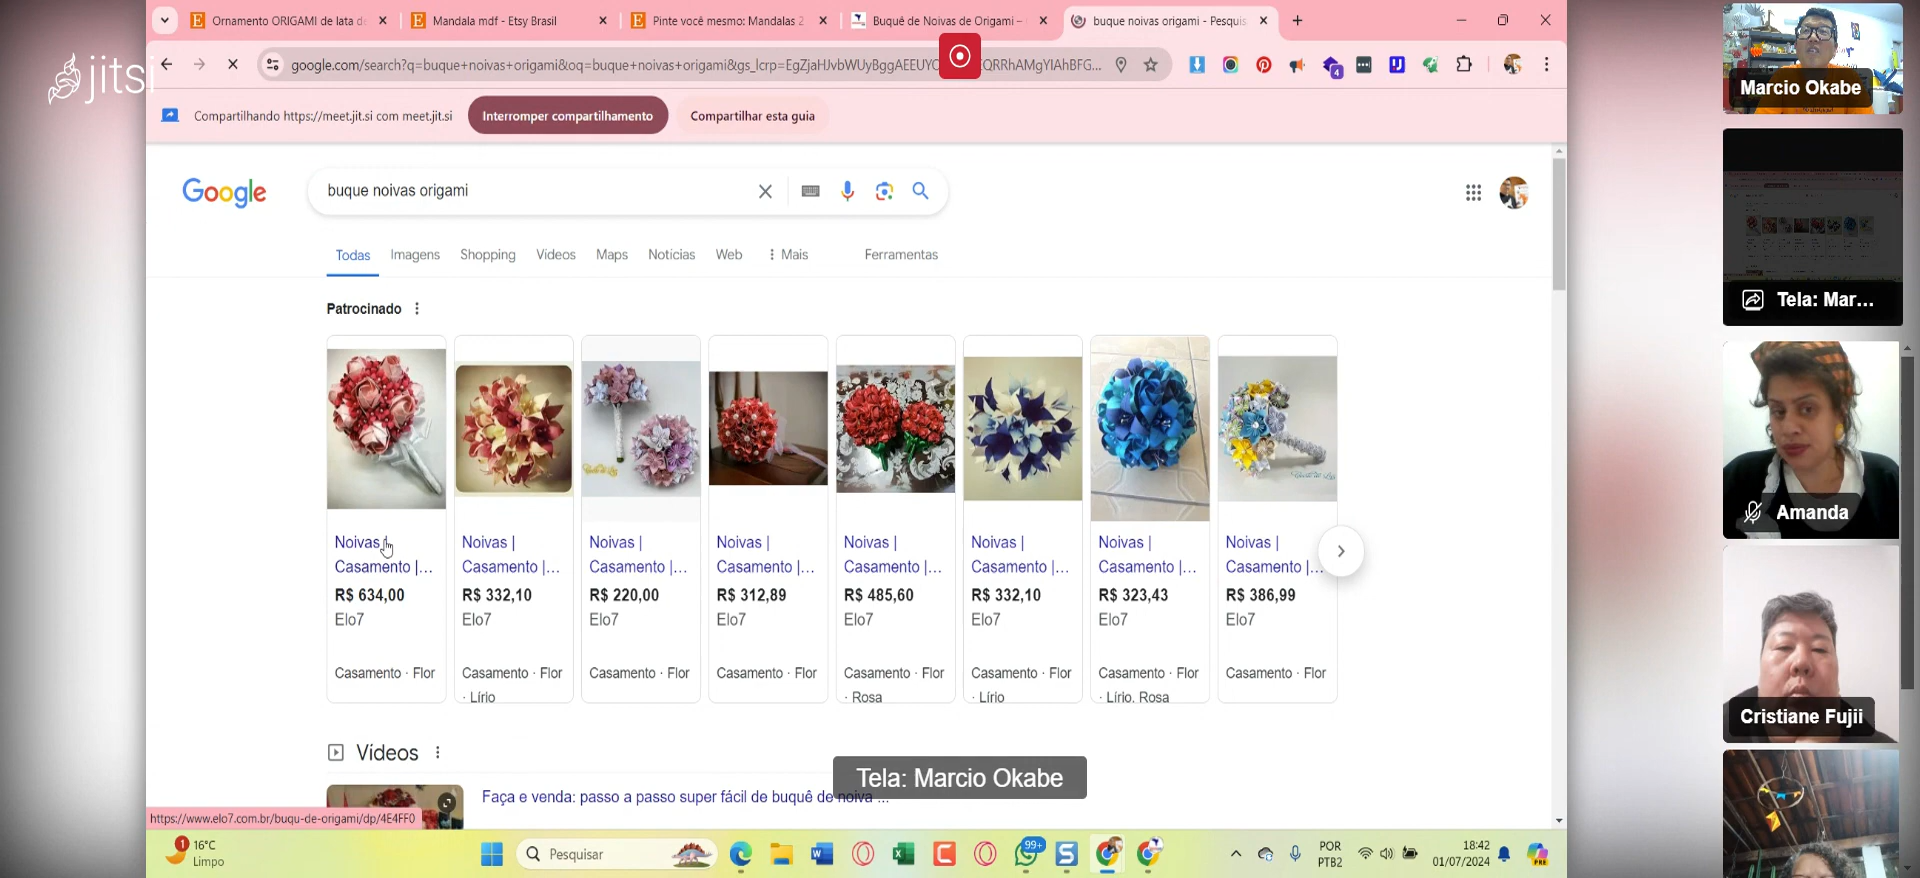 Ornamento ORIGAMI de lata de
Mandala mdf - Etsy Brasil
Pinte você mesmo: Mandalas 2
Buquê de Noivas de Origami –
buque noivas origami - Pesquis
jitsi
google.com/search?q=buque+noivas+origami&oq=buque+noivas+origami&gs_lcrp=EgZjaHJvbWUyBggAEEUYO
QRRhAMgYIAhBFG...
4
Compartilhando https://meet.jit.si com meet.jit.si
Interromper compartilhamento
Compartilhar esta guia
Marcio Okabe
Google
buque noivas origami
Todas
Imagens
Shopping
Vídeos
Maps
Notícias
Web
Mais
Ferramentas
Patrocinado
Noivas |
Casamento |...
R$ 634,00
Elo7
Casamento · Flor
Noivas |
Casamento |...
R$ 332,10
Elo7
Casamento · Flor
· Lírio
Noivas |
Casamento |...
R$ 220,00
Elo7
Casamento · Flor
Noivas |
Casamento |...
R$ 312,89
Elo7
Casamento · Flor
Noivas |
Casamento |...
R$ 485,60
Elo7
Casamento · Flor
· Rosa
Noivas |
Casamento |...
R$ 332,10
Elo7
Casamento · Flor
· Lírio
Noivas |
Casamento |...
R$ 323,43
Elo7
Casamento · Flor
· Lírio, Rosa
Noivas |
Casamento |...
R$ 386,99
Elo7
Casamento · Flor
Vídeos
Faça e venda: passo a passo super fácil de buquê de noiva ...
Tela: Marcio Okabe
https://www.elo7.com.br/buqu-de-origami/dp/4E4FF0
Tela: Mar...
Amanda
Cristiane Fujii
1
16°C
Limpo
Pesquisar
99+
POR
PTB2
18:42
01/07/2024
PRE